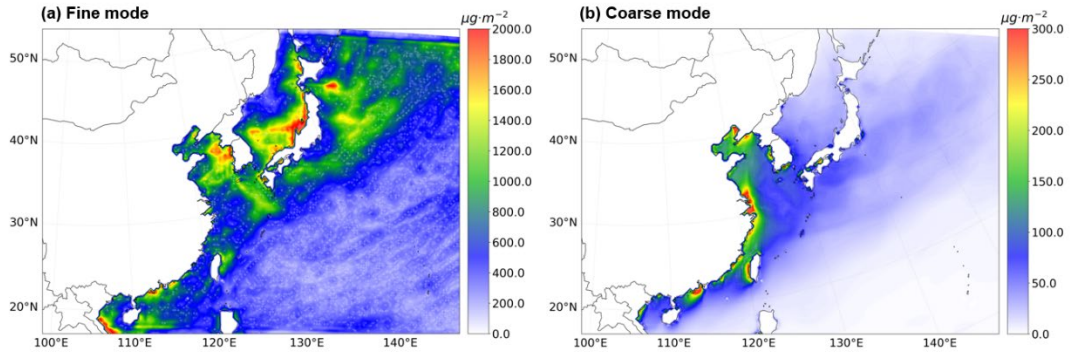 (a) Fine mode
μg·m⁻²
50°N
40°N
30°N
20°N
100°E
110°E
120°E
130°E
140°E
2000.0
1800.0
1600.0
1400.0
1200.0
1000.0
800.0
600.0
400.0
200.0
0.0
(b) Coarse mode
μg·m⁻²
50°N
40°N
30°N
20°N
100°E
110°E
120°E
130°E
140°E
300.0
250.0
200.0
150.0
100.0
50.0
0.0